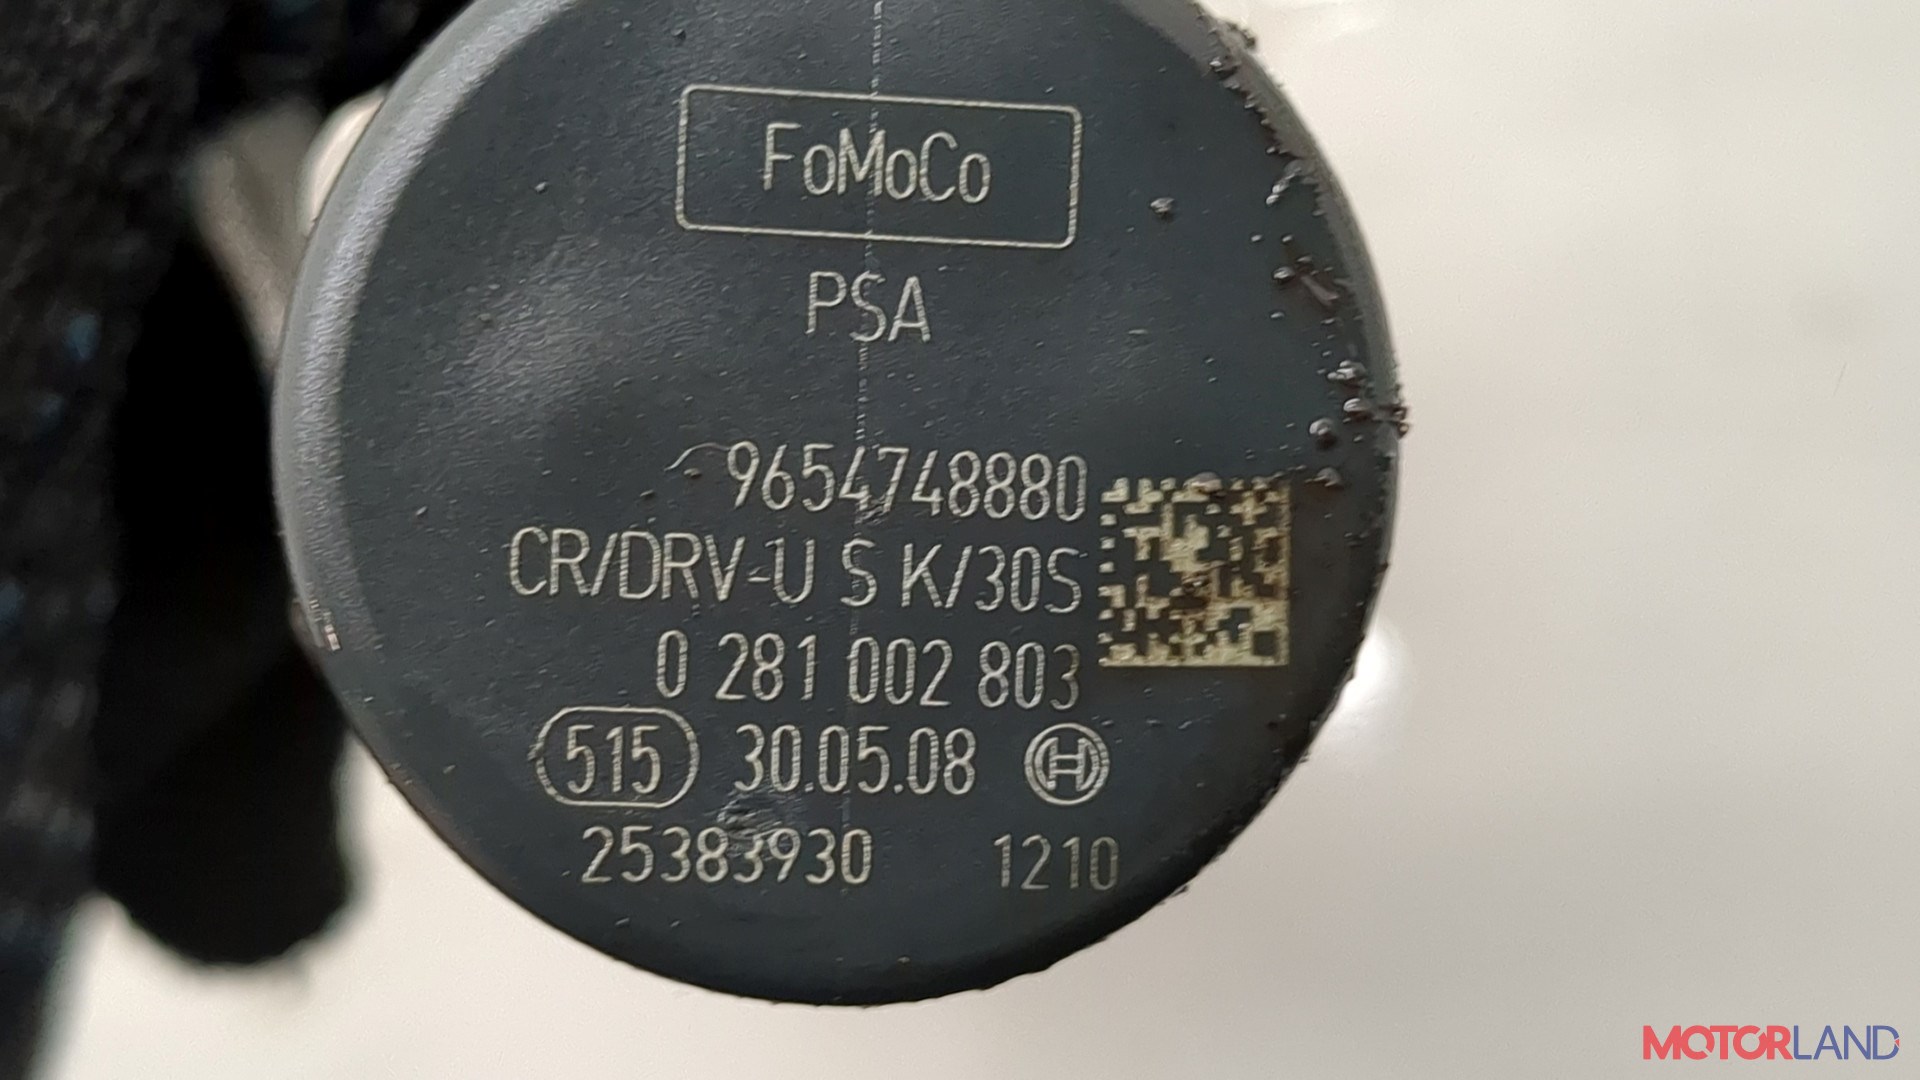 FoMoCo
PSA
9654748880
CR/DRV-U S K/30S
0 281 002 803
515 30.05.08
25383930 1210
MOTORLAND